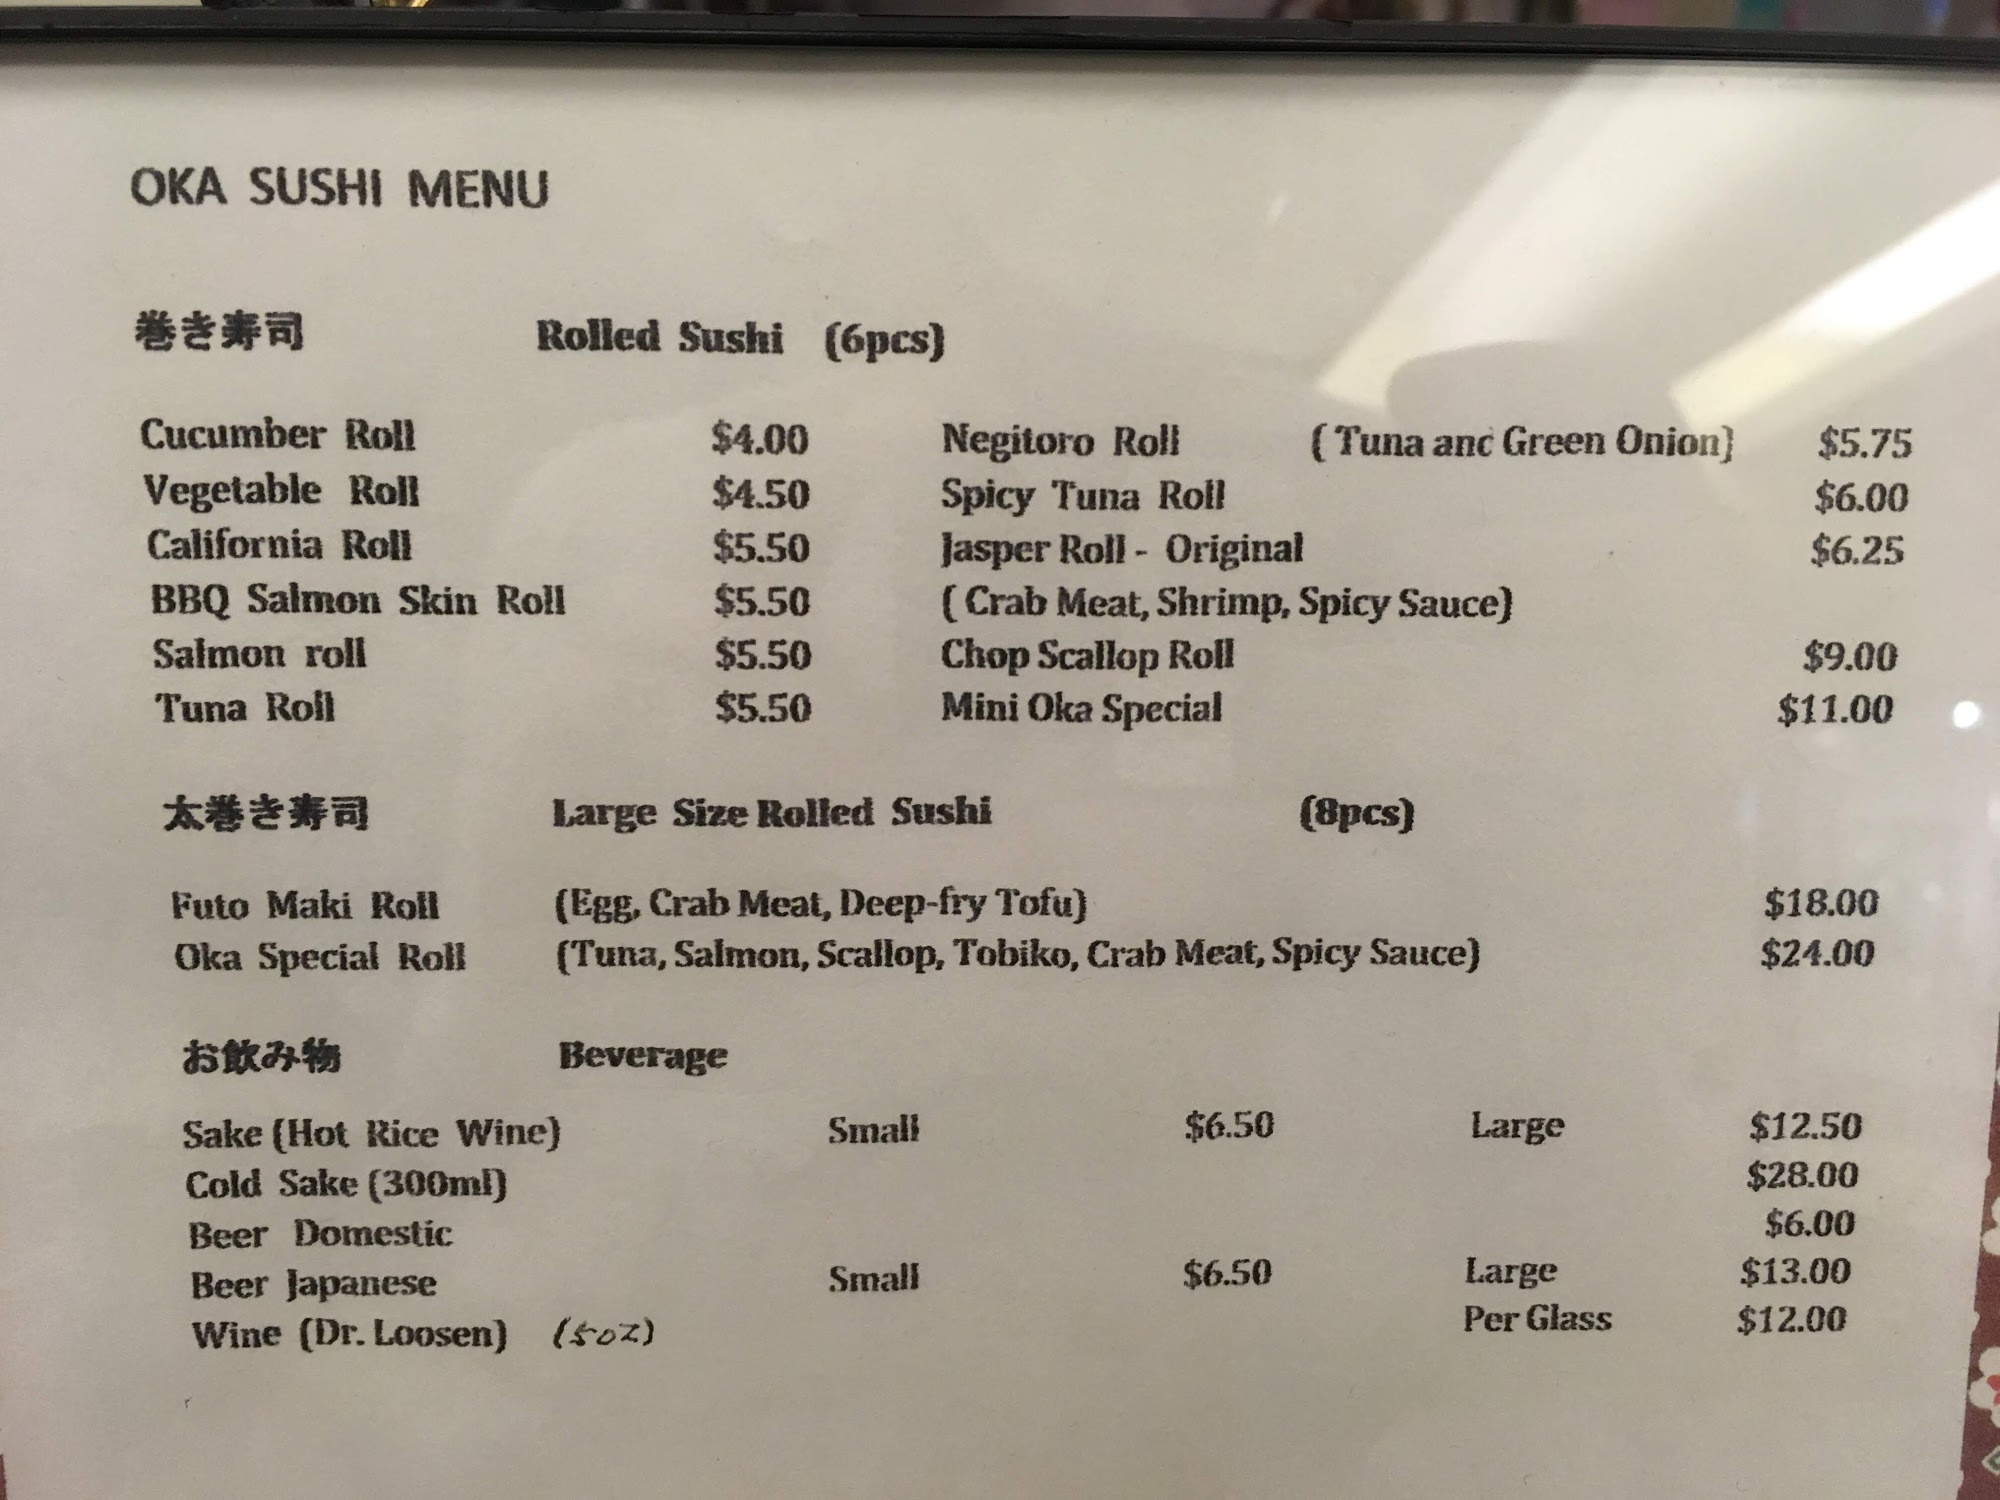 OKA SUSHI MENU
巻き寿司 Rolled Sushi (6pcs)
Cucumber Roll $4.00 Negitoro Roll ( Tuna and Green Onion) $5.75
Vegetable Roll $4.50 Spicy Tuna Roll $6.00
California Roll $5.50 Jasper Roll - Original $6.25
BBQ Salmon Skin Roll $5.50 ( Crab Meat, Shrimp, Spicy Sauce)
Salmon roll $5.50 Chop Scallop Roll $9.00
Tuna Roll $5.50 Mini Oka Special $11.00
太巻き寿司 Large Size Rolled Sushi (8pcs)
Futo Maki Roll (Egg, Crab Meat, Deep-fry Tofu) $18.00
Oka Special Roll (Tuna, Salmon, Scallop, Tobiko, Crab Meat, Spicy Sauce) $24.00
お飲み物 Beverage
Sake (Hot Rice Wine) Small $6.50 Large $12.50
Cold Sake (300ml) $28.00
Beer Domestic $6.00
Beer Japanese Small $6.50 Large $13.00
Wine (Dr. Loosen) (5oz) Per Glass $12.00